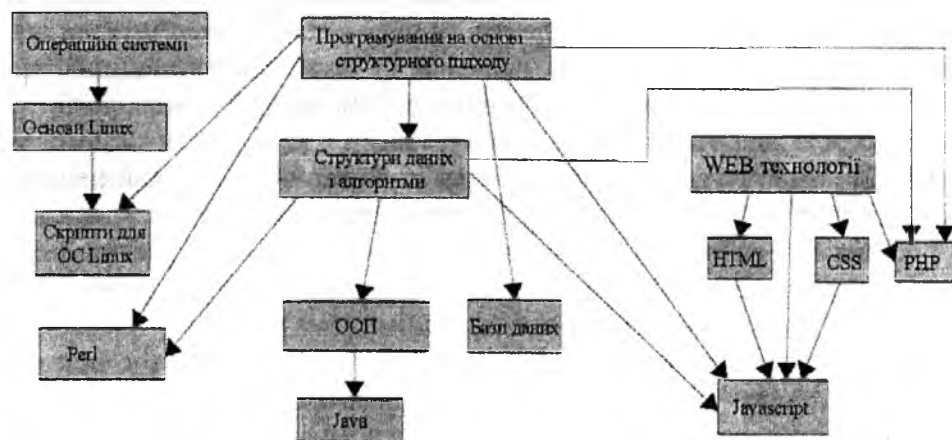 Операційні системи
Програмування на основі
структурного підходу
Основи Linux
Структури даних
і алгоритми
WEB технології
Скрипти для
ОС Linux
HTML
CSS
PHP
ООП
Бази даних
Perl
Java
Javascript